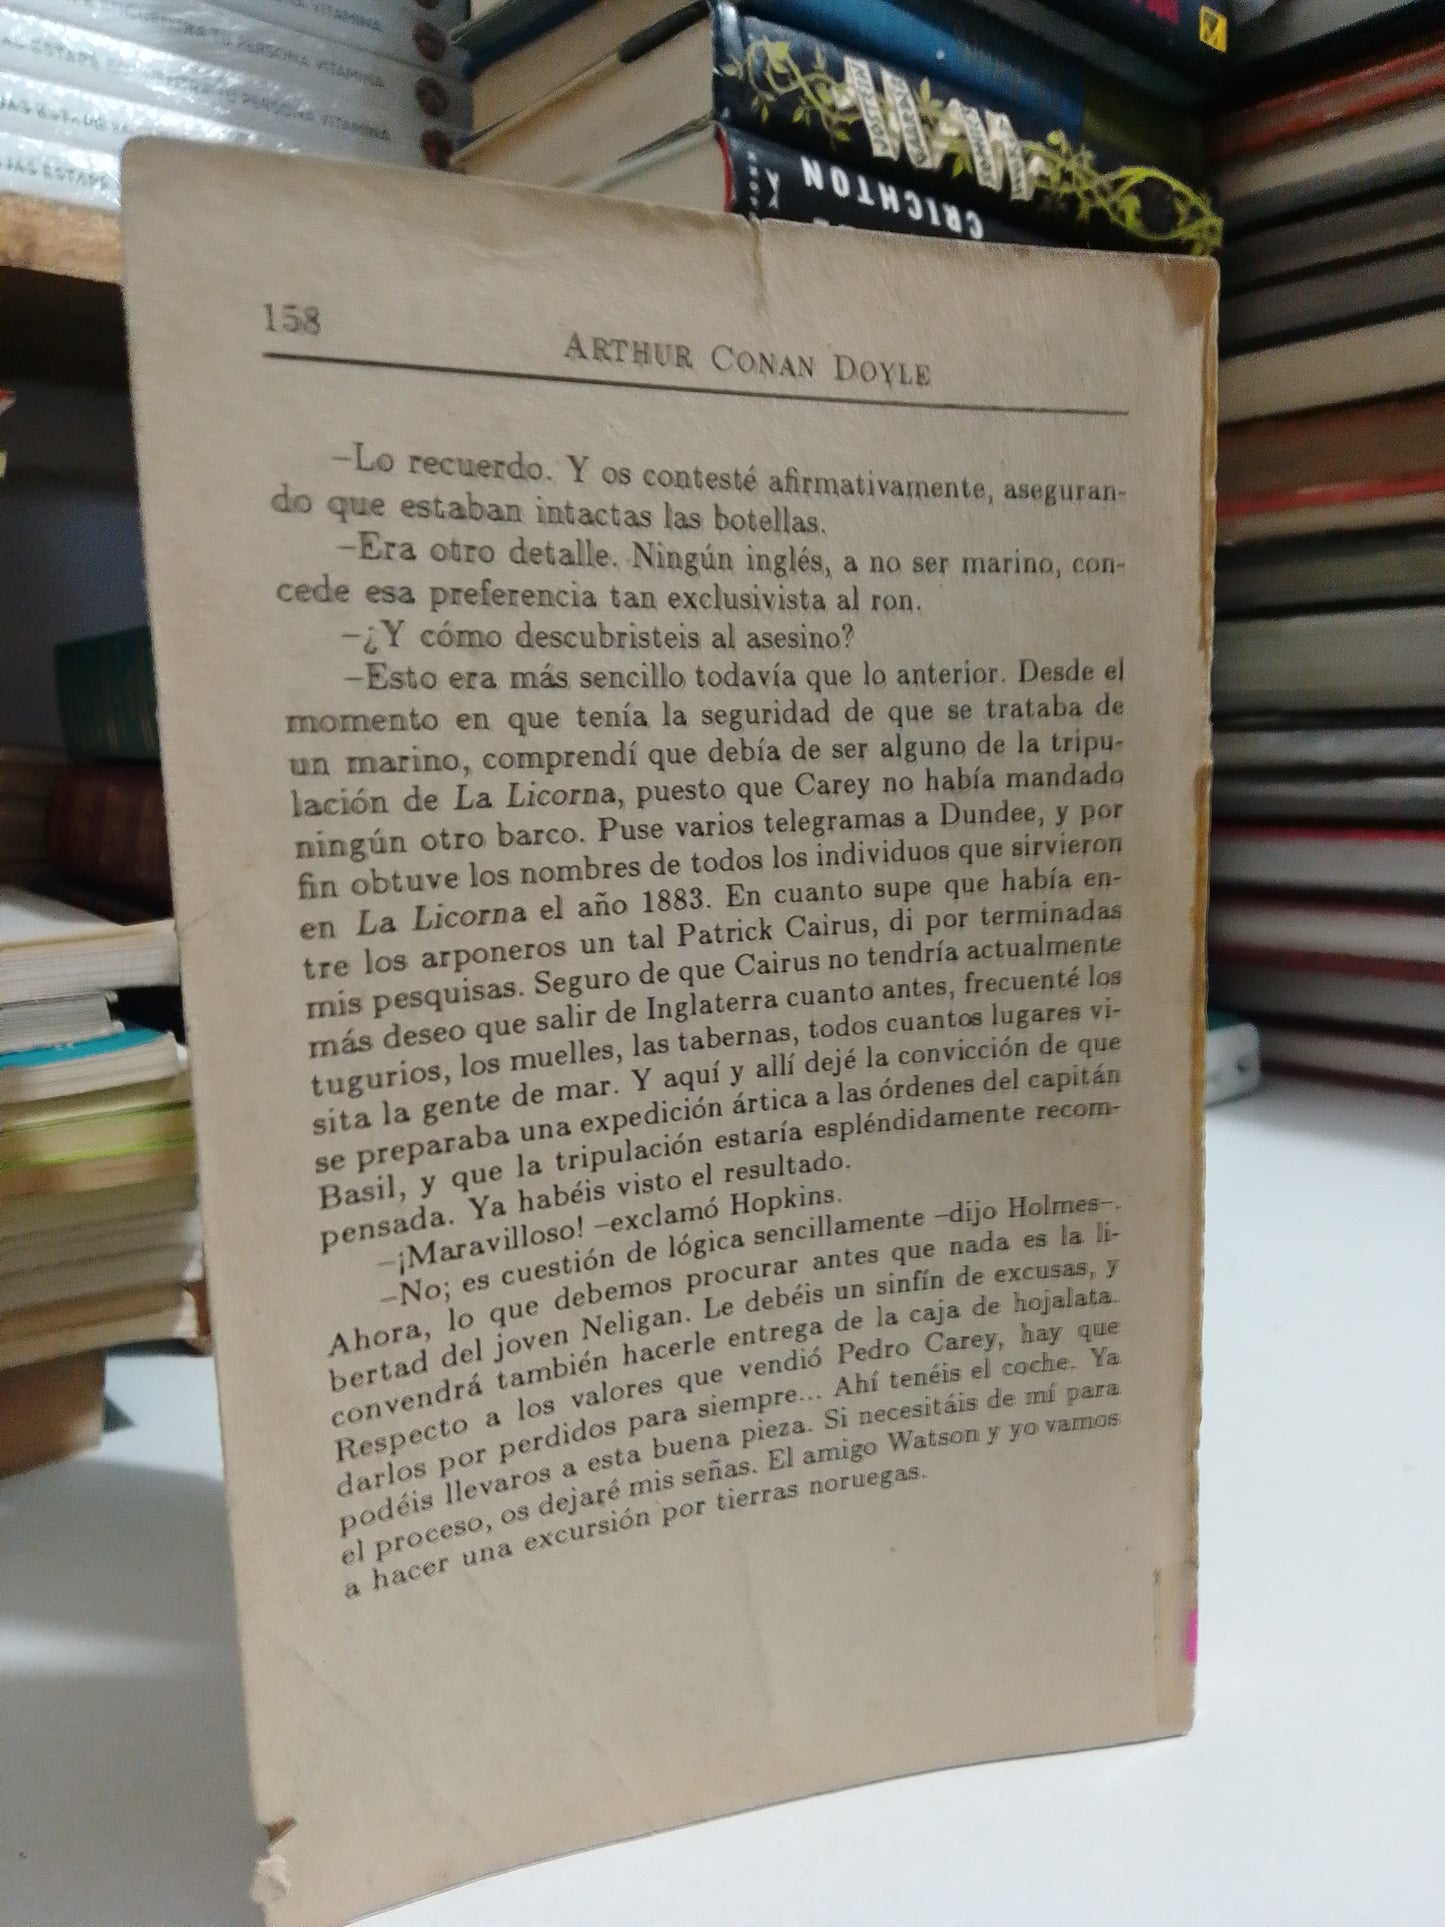 158
ARTHUR CONAN DOYLE
–Lo recuerdo. Y os contesté afirmativamente, aseguran-
do que estaban intactas las botellas.
–Era otro detalle. Ningún inglés, a no ser marino, con-
cede esa preferencia tan exclusivista al ron.
–¿Y cómo descubristeis al asesino?
–Esto era más sencillo todavía que lo anterior. Desde el
momento en que tenía la seguridad de que se trataba de
un marino, comprendí que debía de ser alguno de la tripu-
lación de La Licorna, puesto que Carey no había mandado
ningún otro barco. Puse varios telegramas a Dundee, y por
fin obtuve los nombres de todos los individuos que sirvieron
en La Licorna el año 1883. En cuanto supe que había en-
tre los arponeros un tal Patrick Cairus, di por terminadas
mis pesquisas. Seguro de que Cairus no tendría actualmente
más deseo que salir de Inglaterra cuanto antes, frecuenté los
tugurios, los muelles, las tabernas, todos cuantos lugares vi-
sita la gente de mar. Y aquí y allí dejé la convicción de que
se preparaba una expedición ártica a las órdenes del capitán
Basil, y que la tripulación estaría espléndidamente recom-
pensada. Ya habéis visto el resultado.
–¡Maravilloso! –exclamó Hopkins.
–No; es cuestión de lógica sencillamente –dijo Holmes–.
Ahora, lo que debemos procurar antes que nada es la li-
bertad del joven Neligan. Le debéis un sinfín de excusas, y
convendrá también hacerle entrega de la caja de hojalata.
Respecto a los valores que vendió Pedro Carey, hay que
darlos por perdidos para siempre... Ahí tenéis el coche. Ya
podéis llevaros a esta buena pieza. Si necesitáis de mí para
el proceso, os dejaré mis señas. El amigo Watson y yo vamos
a hacer una excursión por tierras noruegas.
CRICHTON
PERSONA VITAMINA